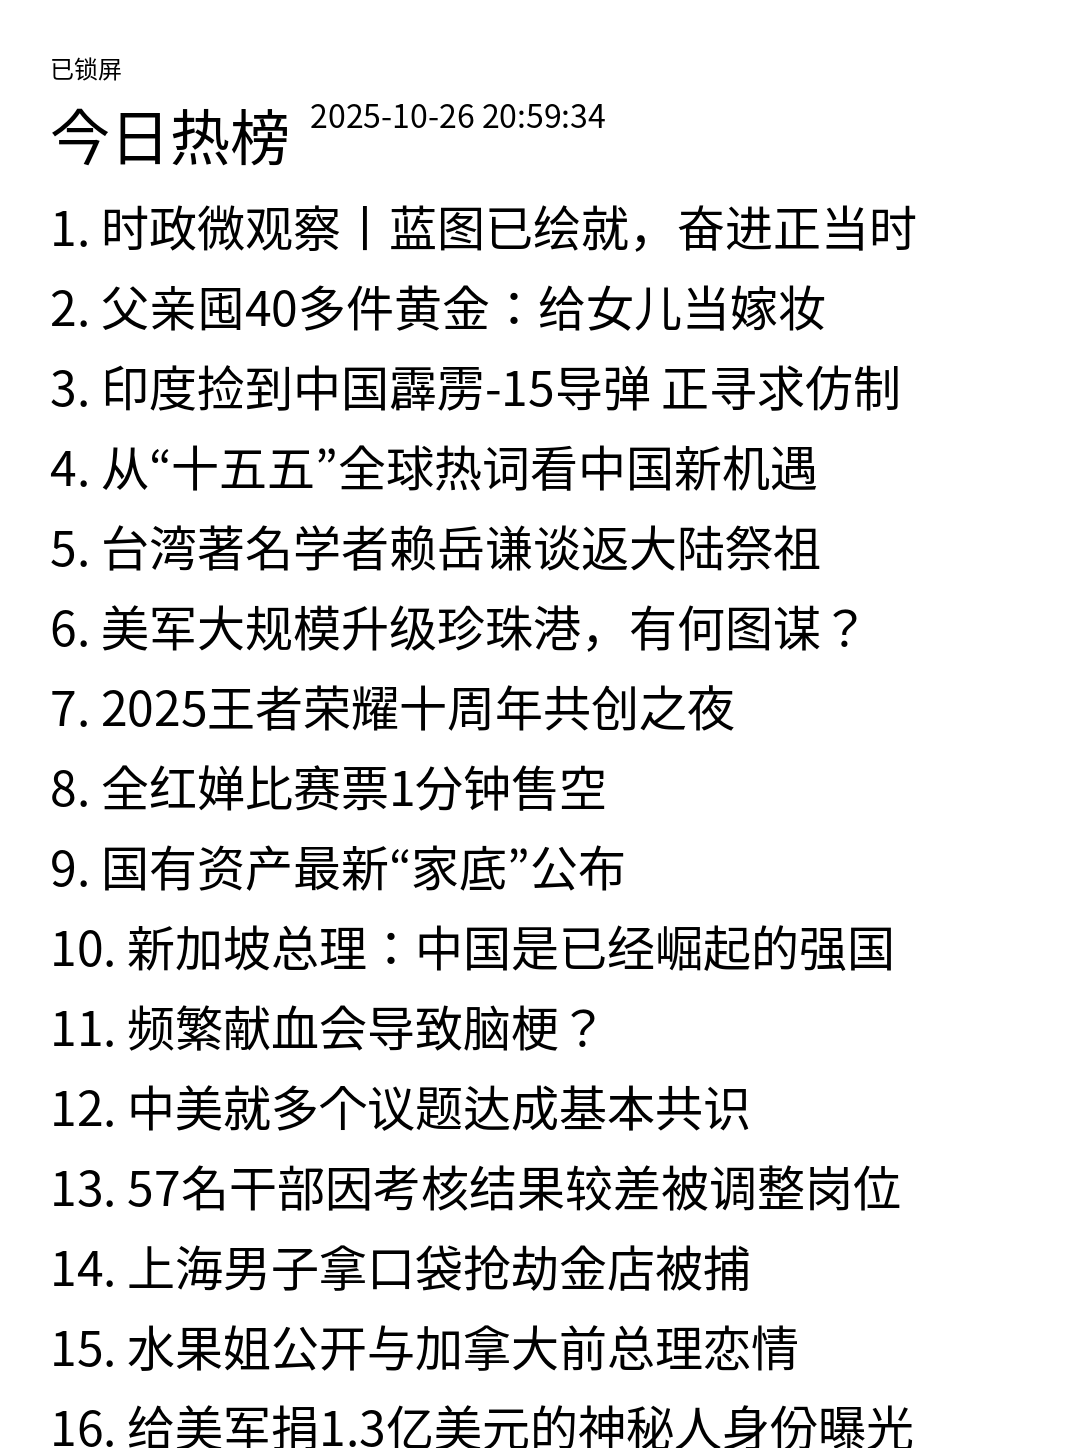 已锁屏
今日热榜 2025-10-26 20:59:34
1. 时政微观察丨蓝图已绘就，奋进正当时
2. 父亲囤40多件黄金：给女儿当嫁妆
3. 印度捡到中国霹雳-15导弹 正寻求仿制
4. 从“十五五”全球热词看中国新机遇
5. 台湾著名学者赖岳谦谈返大陆祭祖
6. 美军大规模升级珍珠港，有何图谋？
7. 2025王者荣耀十周年共创之夜
8. 全红婵比赛票1分钟售空
9. 国有资产最新“家底”公布
10. 新加坡总理：中国是已经崛起的强国
11. 频繁献血会导致脑梗？
12. 中美就多个议题达成基本共识
13. 57名干部因考核结果较差被调整岗位
14. 上海男子拿口袋抢劫金店被捕
15. 水果姐公开与加拿大前总理恋情
16. 给美军捐1.3亿美元的神秘人身份曝光